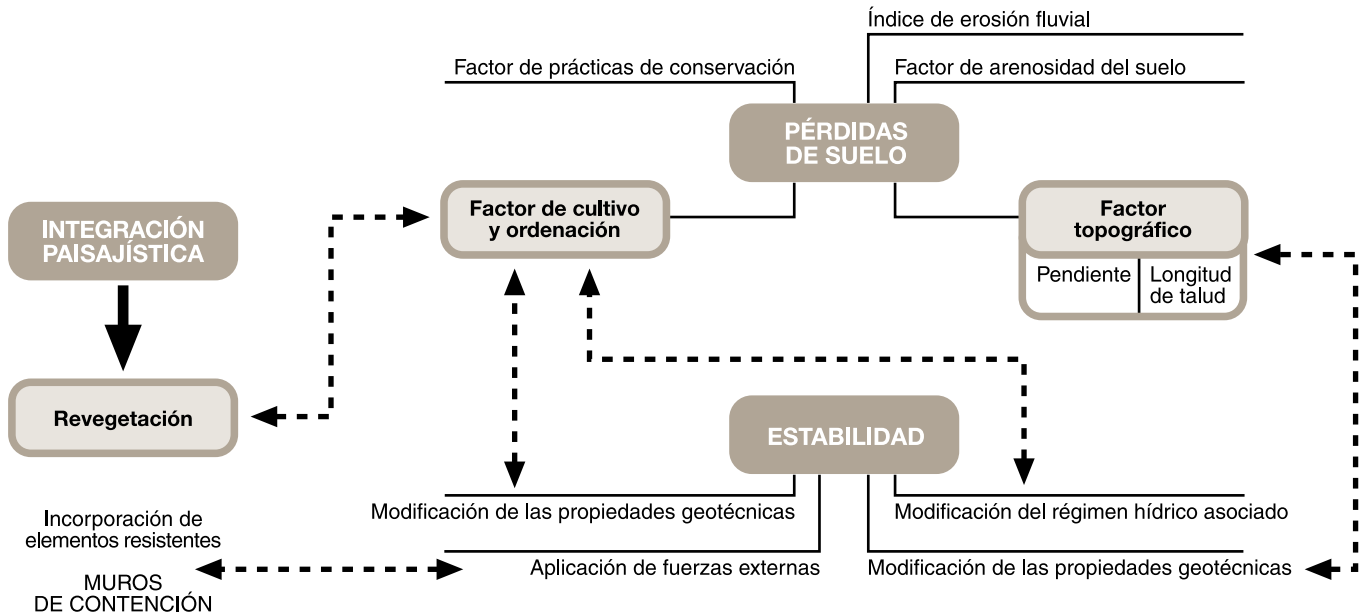 Índice de erosión fluvial
Factor de prácticas de conservación
Factor de arenosidad del suelo
PÉRDIDAS
DE SUELO
INTEGRACIÓN
PAISAJÍSTICA
Factor de cultivo
y ordenación
Factor
topográfico
Pendiente
Longitud
de talud
Revegetación
ESTABILIDAD
Modificación de las propiedades geotécnicas
Modificación del régimen hídrico asociado
Incorporación de
elementos resistentes
Aplicación de fuerzas externas
Modificación de las propiedades geotécnicas
MUROS
DE CONTENCIÓN